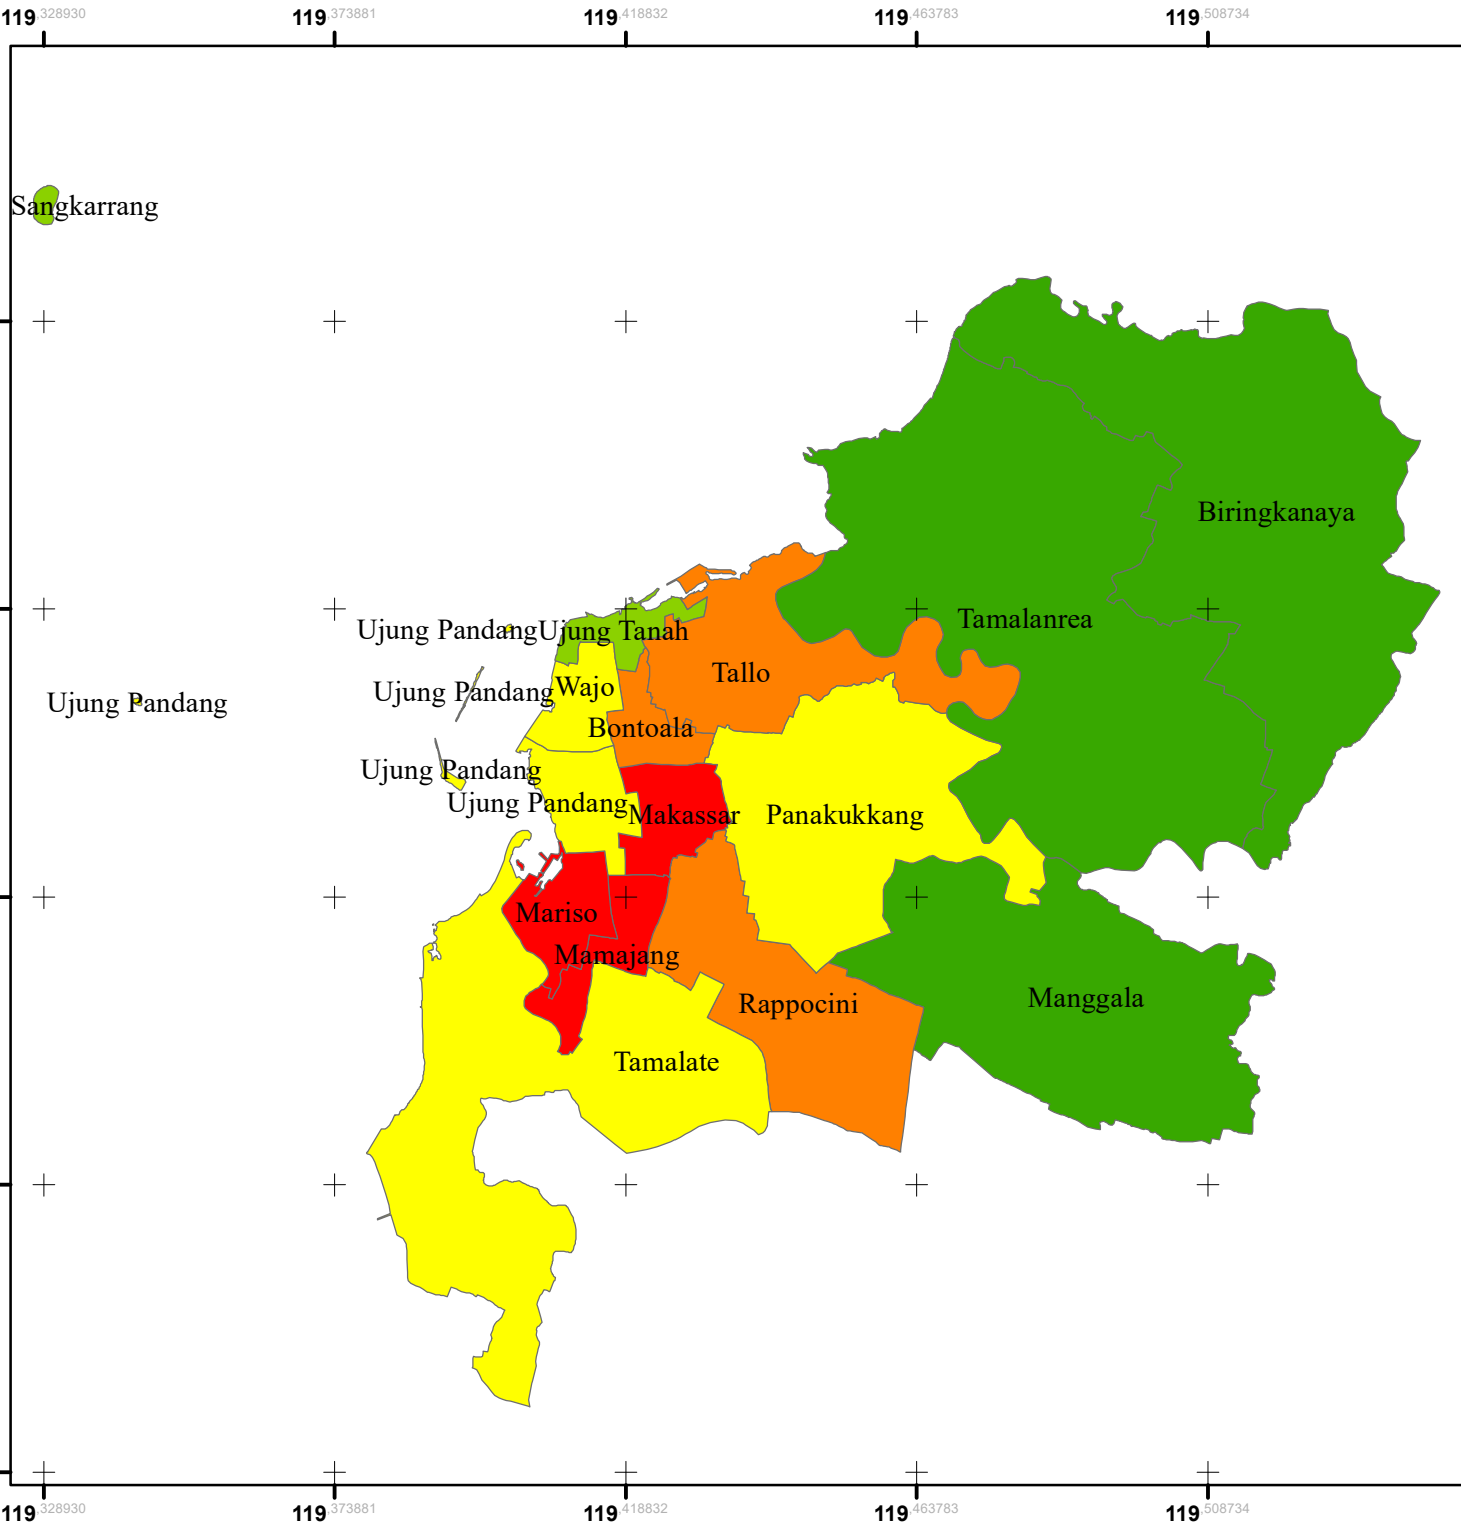 119.328930 119.373881 119.418832 119.463783 119.508734
Sangkarrang
Biringkanaya
Tamalanrea
Ujung Pandang Ujung Tanah
Tallo
Ujung Pandang Wajo
Ujung Pandang
Bontoala
Ujung Pandang
Ujung Pandang
Makassar Panakukkang
Mariso
Mamajang
Manggala
Rappocini
Tamalate
119.328930 119.373881 119.418832 119.463783 119.508734